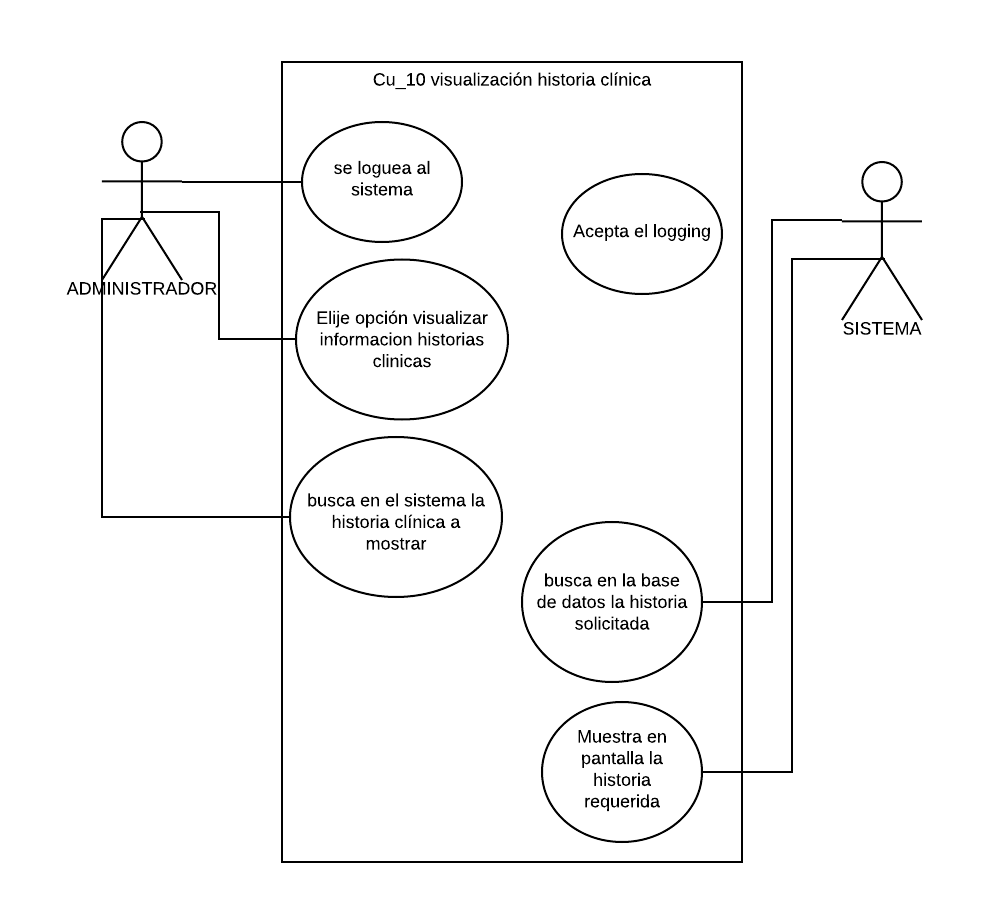 Cu_10 visualización historia clínica
se loguea al
sistema
Acepta el logging
ADMINISTRADOR
Elije opción visualizar
informacion historias
clinicas
SISTEMA
busca en el sistema la
historia clínica a
mostrar
busca en la base
de datos la historia
solicitada
Muestra en
pantalla la
historia
requerida